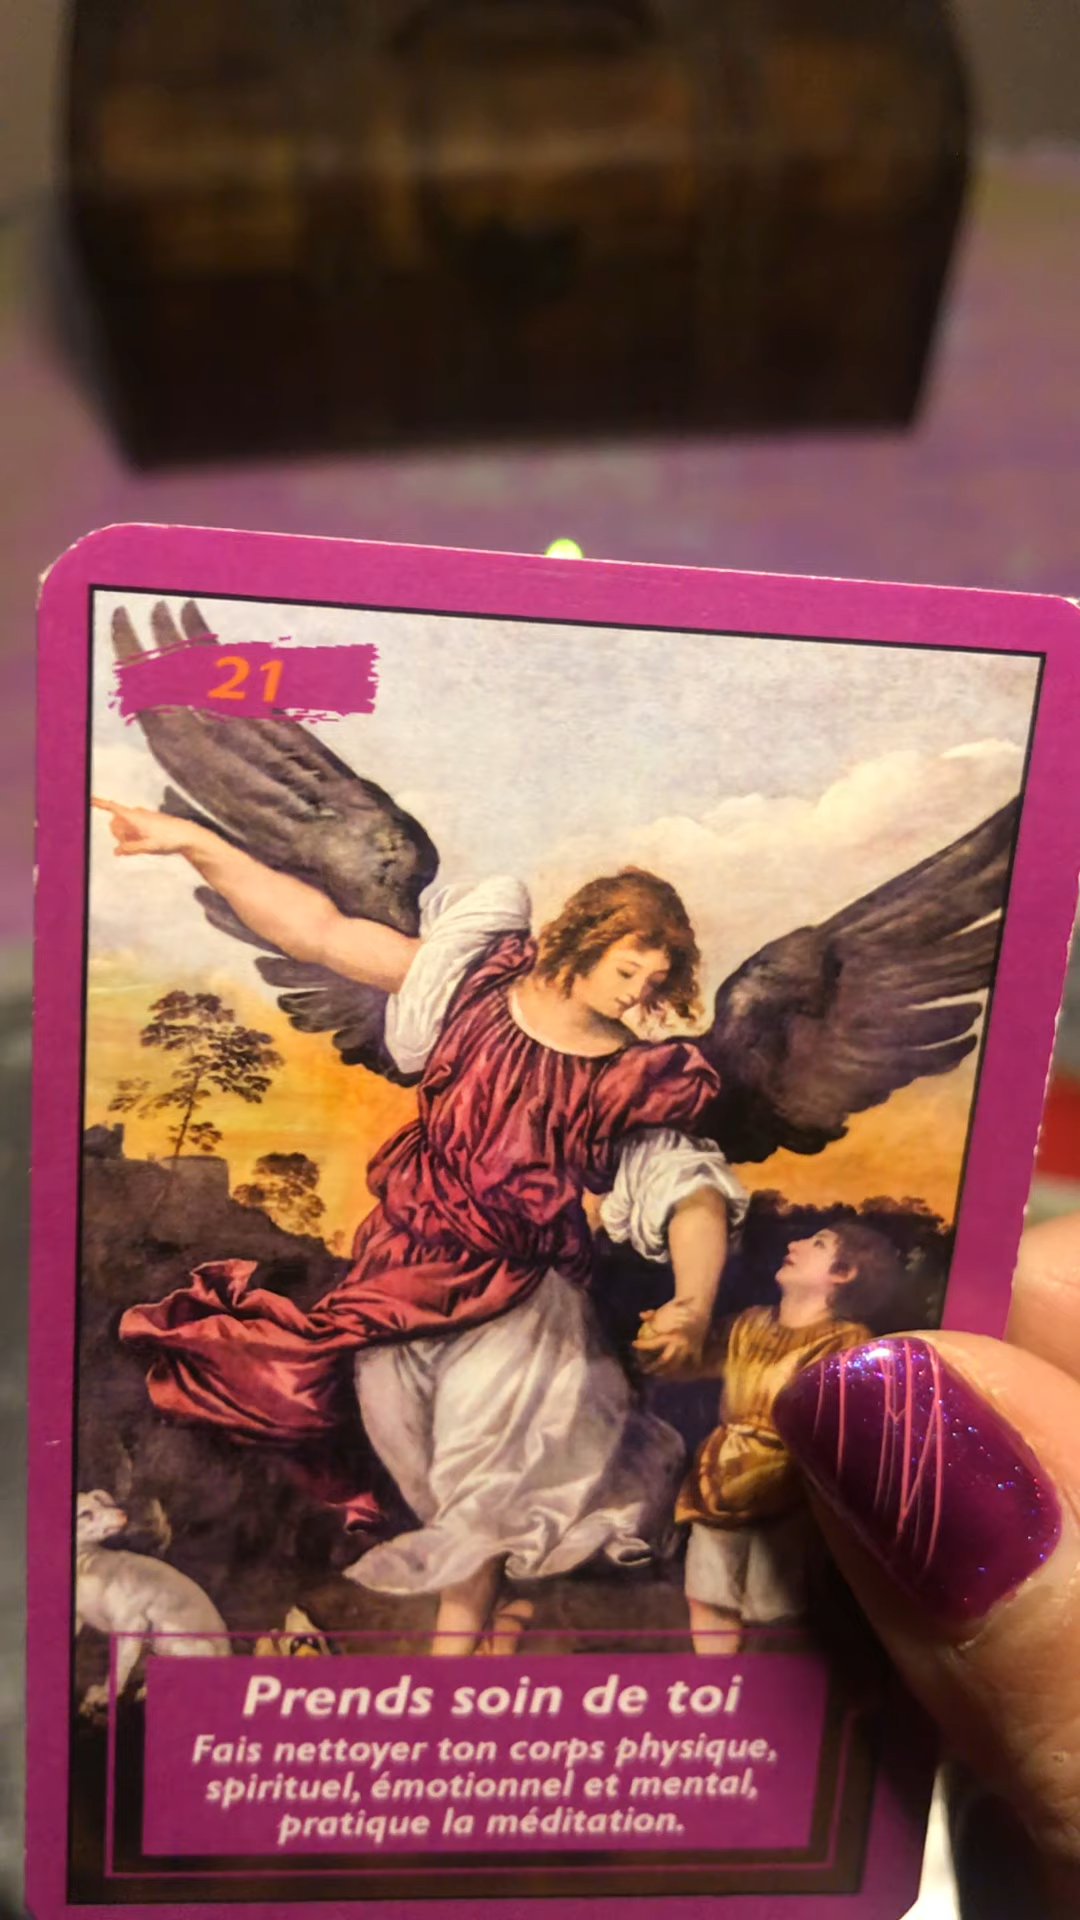 21
Prends soin de toi
Fais nettoyer ton corps physique,
spirituel, émotionnel et mental,
pratique la méditation.